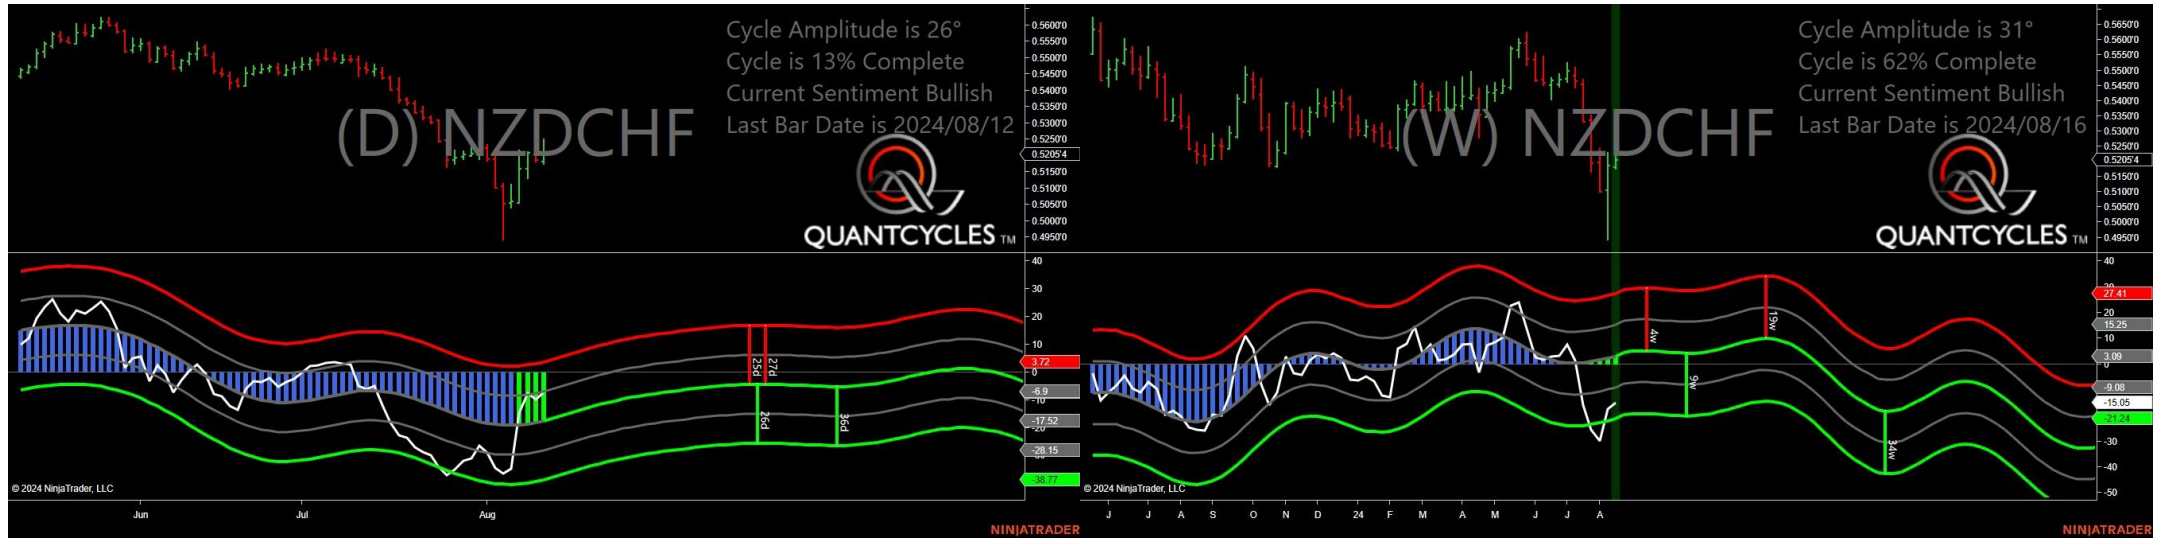 Cycle Amplitude is 26°
Cycle is 13% Complete
Current Sentiment Bullish
Last Bar Date is 2024/08/12
(D) NZDCHF
QUANTCYCLES TM
0.5600'0
0.5550'0
0.5500'0
0.5450'0
0.5400'0
0.5350'0
0.5300'0
0.5250'0
0.5205'4
0.5150'0
0.5100'0
0.5050'0
0.5000'0
0.4950'0
40
30
20
10
3.72
0
-6.9
-10
-17.52
-20
-28.15
-38.77
25d
27d
26d
36d
© 2024 NinjaTrader, LLC
Jun
Jul
Aug
NINJATRADER
Cycle Amplitude is 31°
Cycle is 62% Complete
Current Sentiment Bullish
Last Bar Date is 2024/08/16
(W) NZDCHF
QUANTCYCLES TM
0.5650'0
0.5600'0
0.5550'0
0.5500'0
0.5450'0
0.5400'0
0.5350'0
0.5300'0
0.5250'0
0.5205'4
0.5150'0
0.5100'0
0.5050'0
0.5000'0
0.4950'0
40
27.41
20
15.25
10
3.09
0
-9.08
-15.05
-21.24
-30
-40
-50
4w
19w
9w
34w
© 2024 NinjaTrader, LLC
J J A S O N D 24 F M A M J J A
NINJATRADER